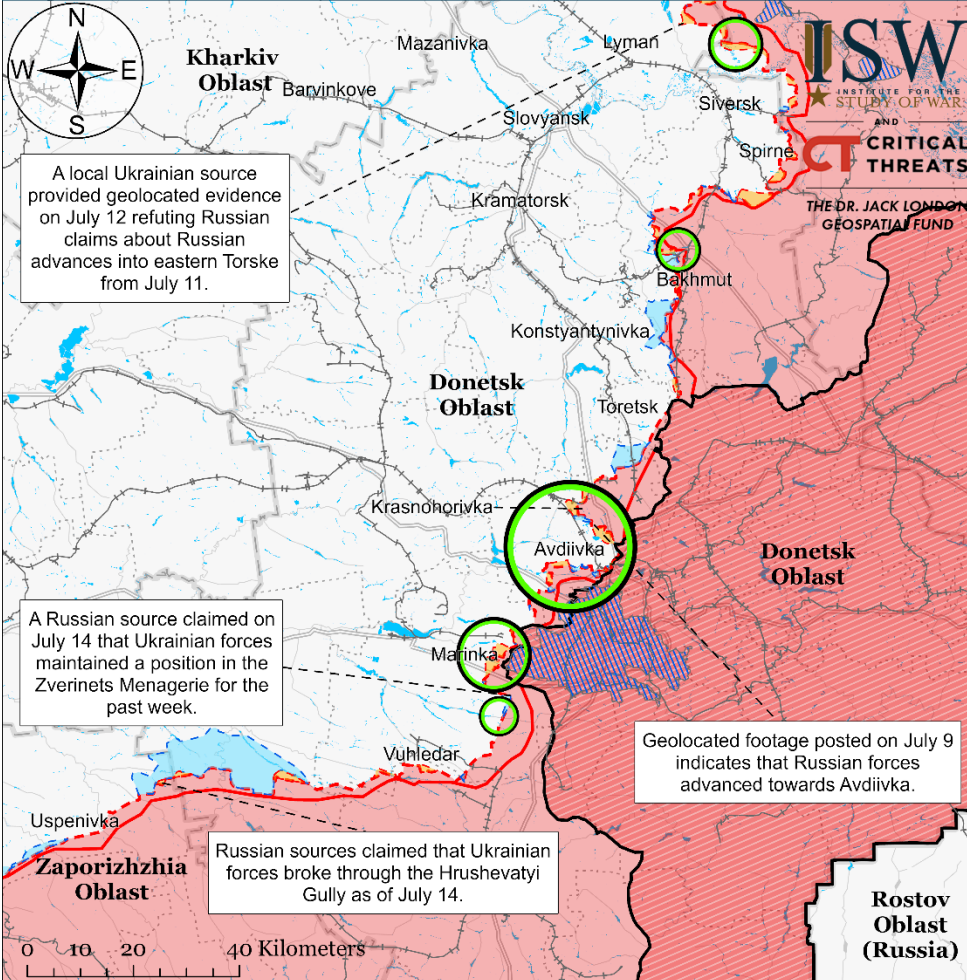 N
W
E
S
Kharkiv
Oblast
Mazanivka
Lyman
ISW
INSTITUTE FOR THE
STUDY OF WAR
AND
CT
CRITICAL
THREATS
THE DR. JACK LONDON
GEOSPATIAL FUND
Barvinkove
Slovyansk
Siversk
Spirne
A local Ukrainian source
provided geolocated evidence
on July 12 refuting Russian
claims about Russian
advances into eastern Torske
from July 11.
Kramatorsk
Bakhmut
Konstyantynivka
Donetsk
Oblast
Toretsk
Krasnohorivka
Avdiivka
Donetsk
Oblast
A Russian source claimed on
July 14 that Ukrainian forces
maintained a position in the
Zverinets Menagerie for the
past week.
Marinka
Vuhledar
Geolocated footage posted on July 9
indicates that Russian forces
advanced towards Avdiivka.
Uspenivka
Russian sources claimed that Ukrainian
forces broke through the Hrushevatyi
Gully as of July 14.
Zaporizhzhia
Oblast
Rostov
Oblast
(Russia)
0 10 20 40 Kilometers